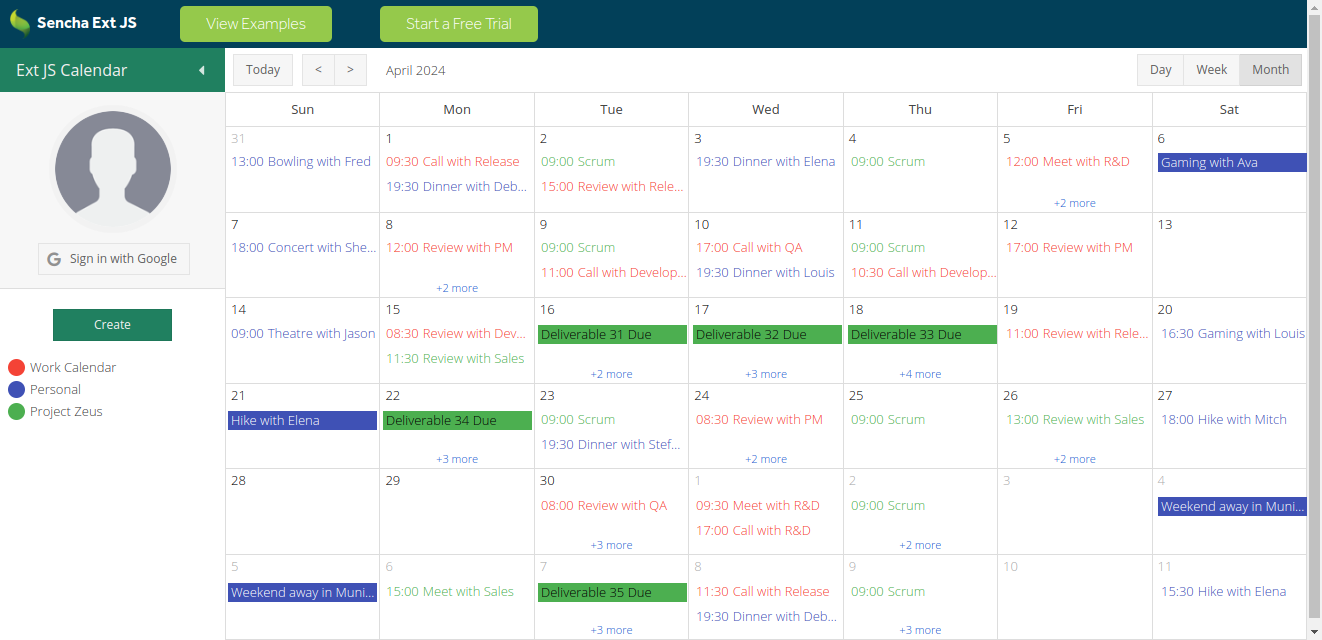 Sencha Ext JS
View Examples
Start a Free Trial
Ext JS Calendar
Today
<
>
April 2024
Day
Week
Month
Sign in with Google
Create
Work Calendar
Personal
Project Zeus
Sun Mon Tue Wed Thu Fri Sat
31
13:00 Bowling with Fred
1
09:30 Call with Release
19:30 Dinner with Deb...
2
09:00 Scrum
15:00 Review with Rele...
3
19:30 Dinner with Elena
4
09:00 Scrum
5
12:00 Meet with R&D
+2 more
6
Gaming with Ava
7
18:00 Concert with She...
8
12:00 Review with PM
+2 more
9
09:00 Scrum
11:00 Call with Develop...
10
17:00 Call with QA
19:30 Dinner with Louis
11
09:00 Scrum
10:30 Call with Develop...
12
17:00 Review with PM
13
14
09:00 Theatre with Jason
15
08:30 Review with Dev...
11:30 Review with Sales
16
Deliverable 31 Due
+2 more
17
Deliverable 32 Due
+3 more
18
Deliverable 33 Due
+4 more
19
11:00 Review with Rele...
20
16:30 Gaming with Louis
21
Hike with Elena
22
Deliverable 34 Due
+3 more
23
09:00 Scrum
19:30 Dinner with Stef...
24
08:30 Review with PM
+2 more
25
09:00 Scrum
26
13:00 Review with Sales
+2 more
27
18:00 Hike with Mitch
28
29
30
08:00 Review with QA
+3 more
1
09:30 Meet with R&D
17:00 Call with R&D
2
09:00 Scrum
+2 more
3
4
Weekend away in Muni...
5
Weekend away in Muni...
6
15:00 Meet with Sales
7
Deliverable 35 Due
+3 more
8
11:30 Call with Release
19:30 Dinner with Deb...
9
09:00 Scrum
+3 more
10
11
15:30 Hike with Elena